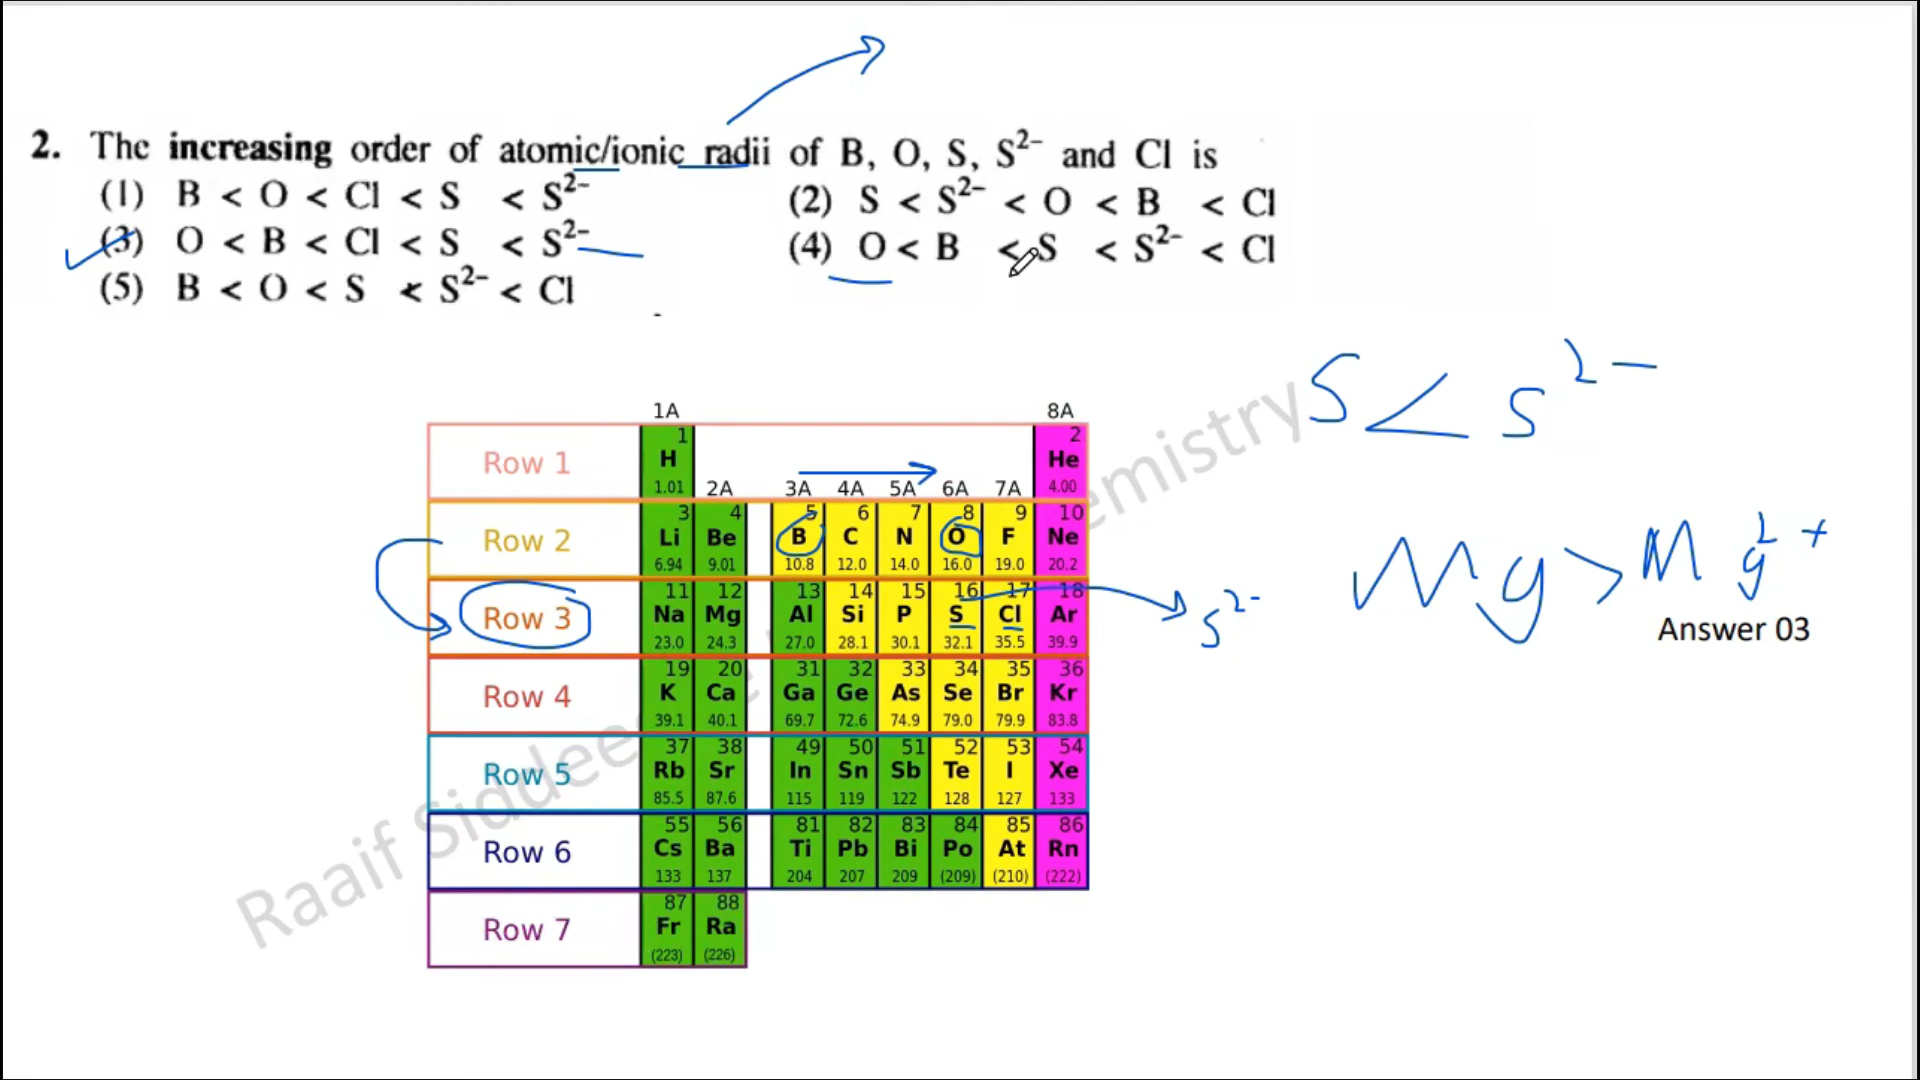 2. The increasing order of atomic/ionic radii of B, O, S, S²⁻ and Cl is
(1) B < O < Cl < S < S²⁻
(2) S < S²⁻ < O < B < Cl
(3) O < B < Cl < S < S²⁻
(4) O < B < S < S²⁻ < Cl
(5) B < O < S < S²⁻ < Cl
S < S²⁻
Mg > Mg²⁺
S²⁻
Answer 03
1A 8A
Row 1 1 H 1.01 2 He 4.00
2A 3A 4A 5A 6A 7A
Row 2 3 Li 6.94 4 Be 9.01 5 B 10.8 6 C 12.0 7 N 14.0 8 O 16.0 9 F 19.0 10 Ne 20.2
Row 3 11 Na 23.0 12 Mg 24.3 13 Al 27.0 14 Si 28.1 15 P 30.1 16 S 32.1 17 Cl 35.5 18 Ar 39.9
Row 4 19 K 39.1 20 Ca 40.1 31 Ga 69.7 32 Ge 72.6 33 As 74.9 34 Se 79.0 35 Br 79.9 36 Kr 83.8
Row 5 37 Rb 85.5 38 Sr 87.6 49 In 115 50 Sn 119 51 Sb 122 52 Te 128 53 I 127 54 Xe 133
Row 6 55 Cs 133 56 Ba 137 81 Ti 204 82 Pb 207 83 Bi 209 84 Po (209) 85 At (210) 86 Rn (222)
Row 7 87 Fr (223) 88 Ra (226)
Raaif